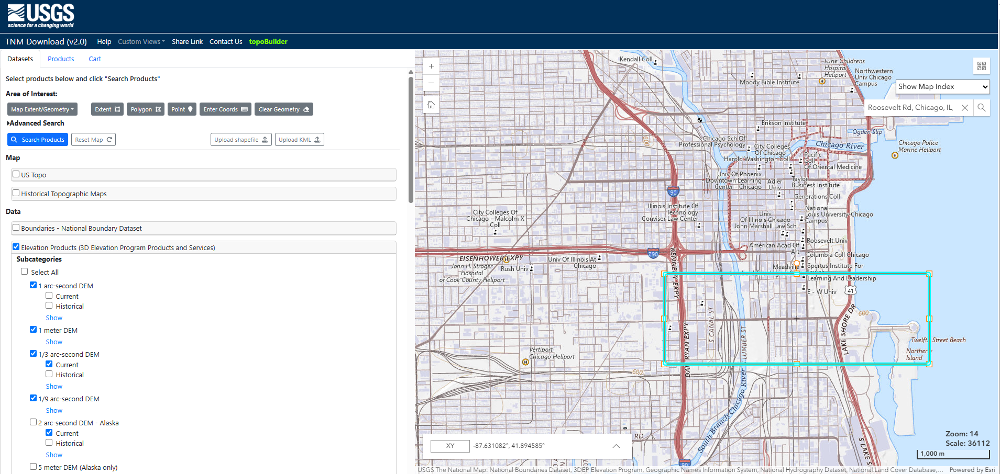 USGS
science for a changing world
TNM Download (v2.0) Help Custom Views Share Link Contact Us topoBuilder
Datasets Products Cart
Select products below and click "Search Products"
Area of Interest:
Map Extent/Geometry Extent Polygon Point Enter Coords Clear Geometry
Advanced Search
Search Products Reset Map Upload shapefile Upload KML
Map
US Topo
Historical Topographic Maps
Data
Boundaries - National Boundary Dataset
Elevation Products (3D Elevation Program Products and Services)
Subcategories
Select All
1 arc-second DEM
Current
Historical
Show
1 meter DEM
Show
1/3 arc-second DEM
Current
Historical
Show
1/9 arc-second DEM
Show
2 arc-second DEM - Alaska
Current
Historical
Show
5 meter DEM (Alaska only)
+
−
Show Map Index
Roosevelt Rd, Chicago, IL
Kendall Coll
Lurie Childrens
Hospital
Heliport
Northwestern
Univ Chicago
Campus
Moody Bible Institute
H
Erikson Institute
Ogden Slip
Chicago Sch Of
Professional Psychology
Chicago River
Chicago Police
Marine Heliport
H
600
City Colleges
Of Chicago -
Harold Washington Coll
Pacific
Coll
Of Oriental Medicine
Univ Of Phoenix
- Downtown Learning
Center - Chicago
Adler
Univ
Taylor
Business Institute
90
Generations Coll
Illinois Institute Of
Technology
Conviser Law Center
National
Louis University-Chicago
Campus
City Colleges Of
Chicago - Malcolm X
Coll
Univ
Of Illinois Chicago
John Marshall Law Sch
Roosevelt Univ
American Acad Of
Art
290
Columbia Coll Chicago
EISENHOWER EXPY
H
Univ Of Illinois At
Chicago
KENNEDY EXPY
John H. Stroger
Hospital
of Cook County Heliport
Rush Univ
Meadville
Spertus Institute For
Learning And Leadership
E - W Univ
41
S CANAL ST
LAKE SHORE DR
600
DAN RYAN EXPY
S LUMBER ST
Twelfth Street Beach
Northerly
Island
Vertiport
Chicago Heliport
H
600
South Branch Chicago River
RD
90
S LAKE S
XY -87.631082°, 41.894585°
Zoom: 14
Scale: 36112
1,000 m
USGS The National Map: National Boundaries Dataset, 3DEP Elevation Program, Geographic Names Information System, National Hydrography Dataset, National Land Cover Database,... Powered by Esri